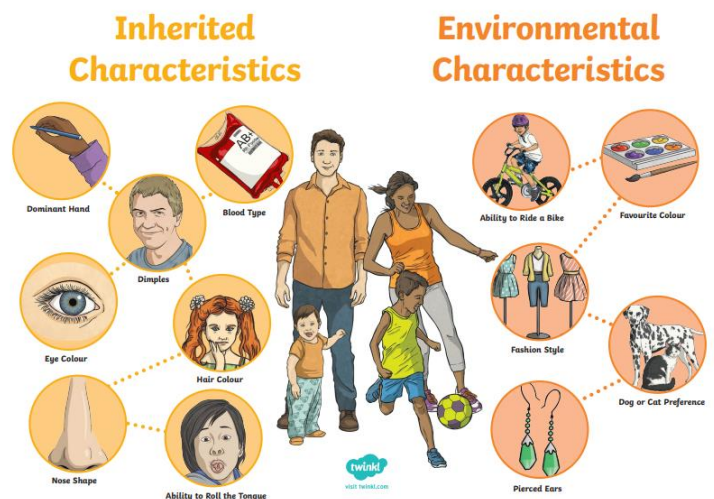 Inherited
Characteristics
Environmental
Characteristics
Dominant Hand
AB+
Blood Type
Dimples
Eye Colour
Hair Colour
Nose Shape
Ability to Roll the Tongue
Ability to Ride a Bike
Favourite Colour
Fashion Style
Dog or Cat Preference
Pierced Ears
twinkl
visit twinkl.com